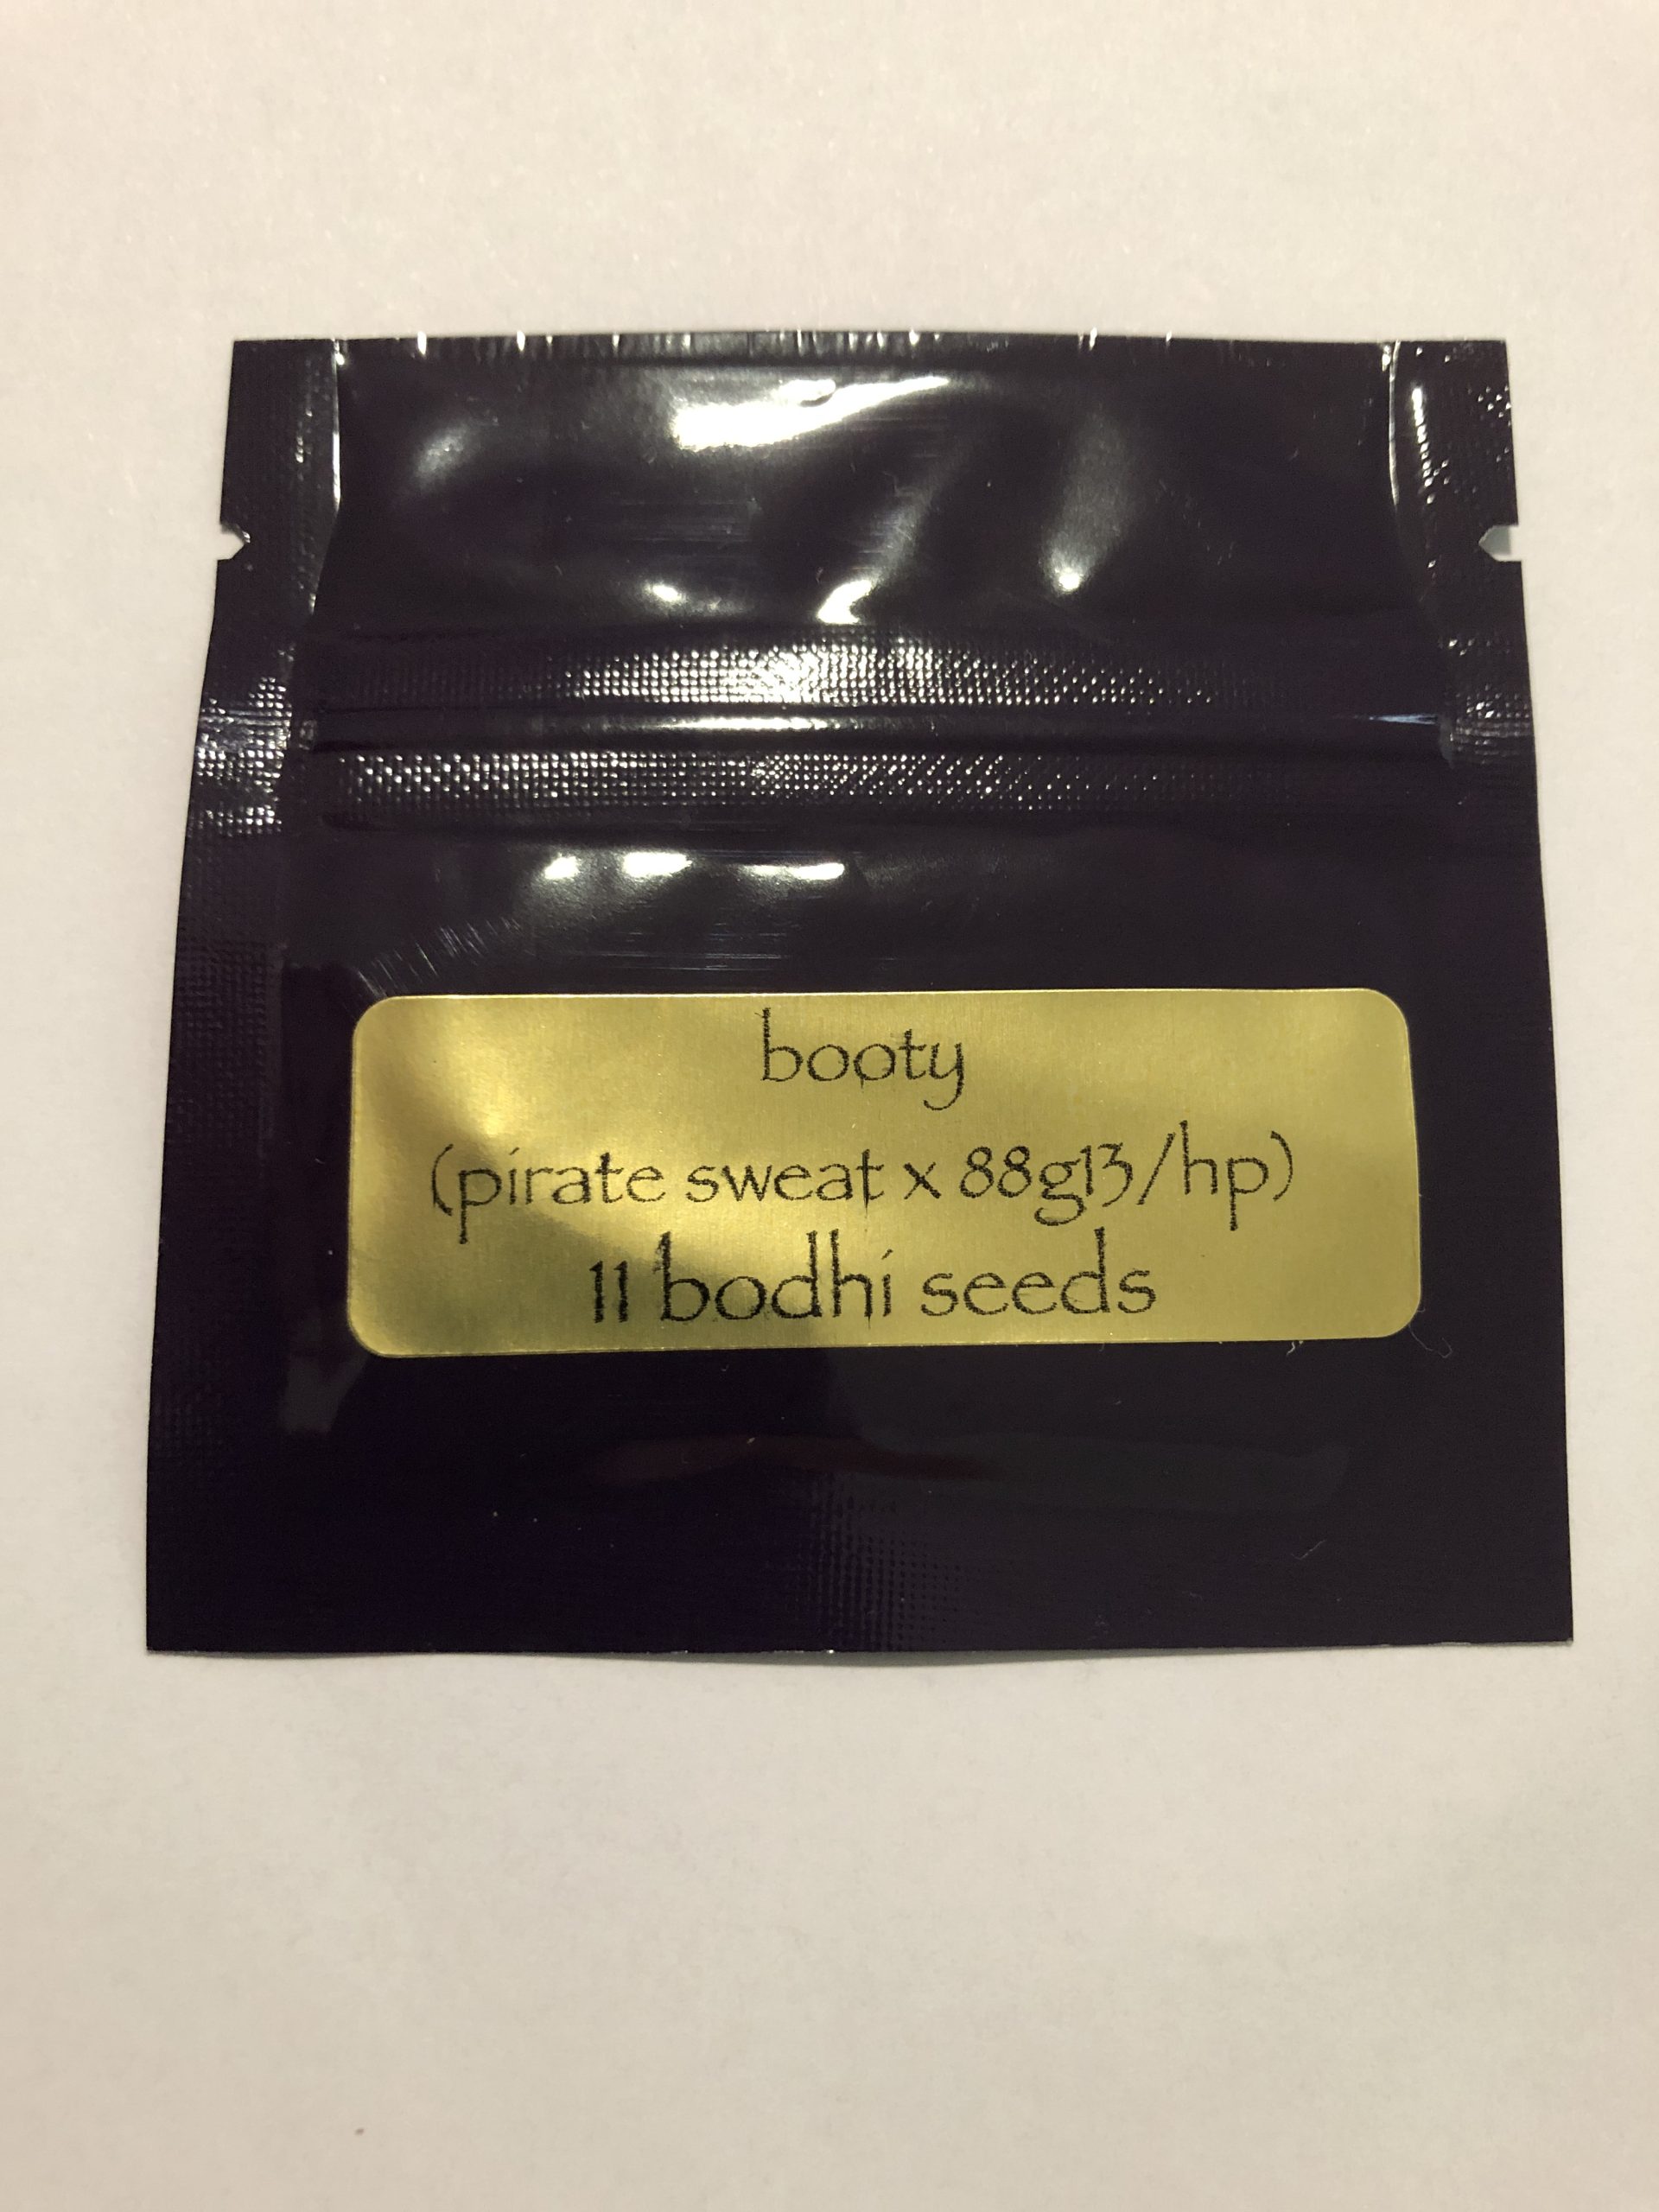 booty
(pirate sweat x 88g13/hp)
11 bodhi seeds